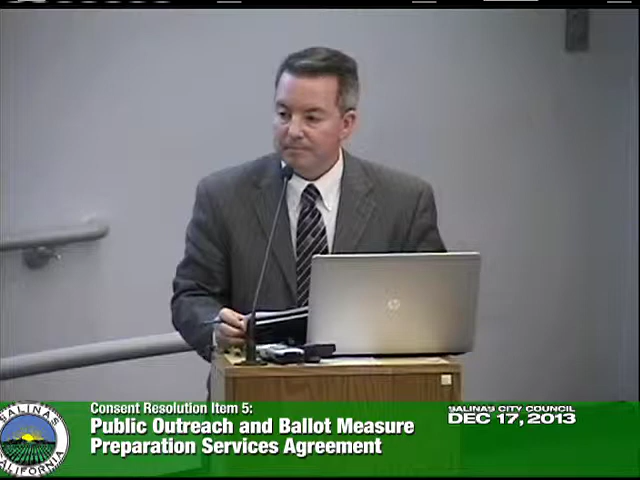 Consent Resolution Item 5:
Public Outreach and Ballot Measure
Preparation Services Agreement
SALINAS CITY COUNCIL
DEC 17, 2013
SALINAS
CALIFORNIA
hp